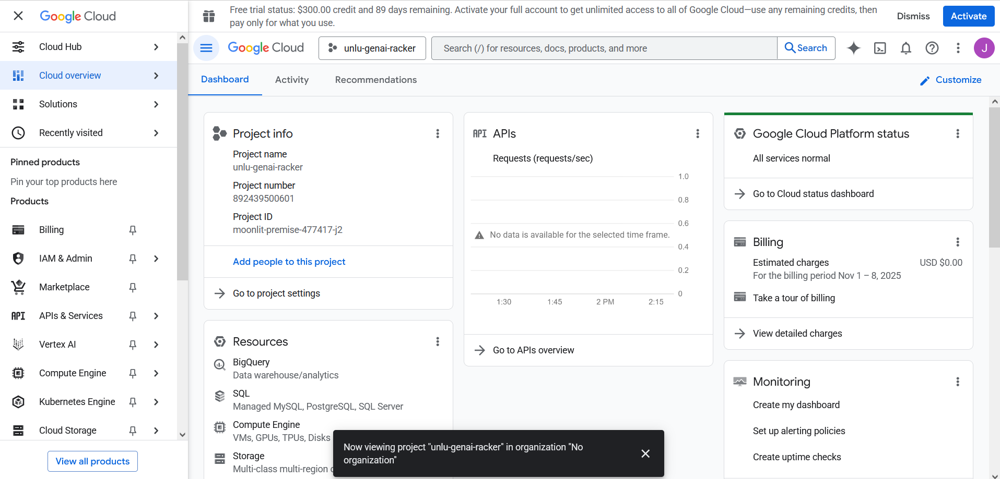 Google Cloud
Cloud Hub
Cloud overview
Solutions
Recently visited
Pinned products
Pin your top products here
Products
Billing
IAM & Admin
Marketplace
API
APIs & Services
Vertex AI
Compute Engine
Kubernetes Engine
Cloud Storage
View all products
Free trial status: $300.00 credit and 89 days remaining. Activate your full account to get unlimited access to all of Google Cloud—use any remaining credits, then
pay only for what you use.
Dismiss
Activate
Google Cloud
unlu-genai-racker
Search (/) for resources, docs, products, and more
Search
J
Dashboard
Activity
Recommendations
Customize
Project info
Project name
unlu-genai-racker
Project number
892439500601
Project ID
moonlit-premise-477417-j2
Add people to this project
Go to project settings
Resources
BigQuery
Data warehouse/analytics
SQL
Managed MySQL, PostgreSQL, SQL Server
Compute Engine
VMs, GPUs, TPUs, Disks
Storage
Multi-class multi-region
API APIs
Requests (requests/sec)
1.0
0.8
0.6
No data is available for the selected time frame.
0.4
0.2
0
1:30 1:45 2 PM 2:15
Go to APIs overview
Google Cloud Platform status
All services normal
Go to Cloud status dashboard
Billing
Estimated charges USD $0.00
For the billing period Nov 1 – 8, 2025
Take a tour of billing
View detailed charges
Monitoring
Create my dashboard
Set up alerting policies
Create uptime checks
Now viewing project "unlu-genai-racker" in organization "No
organization"